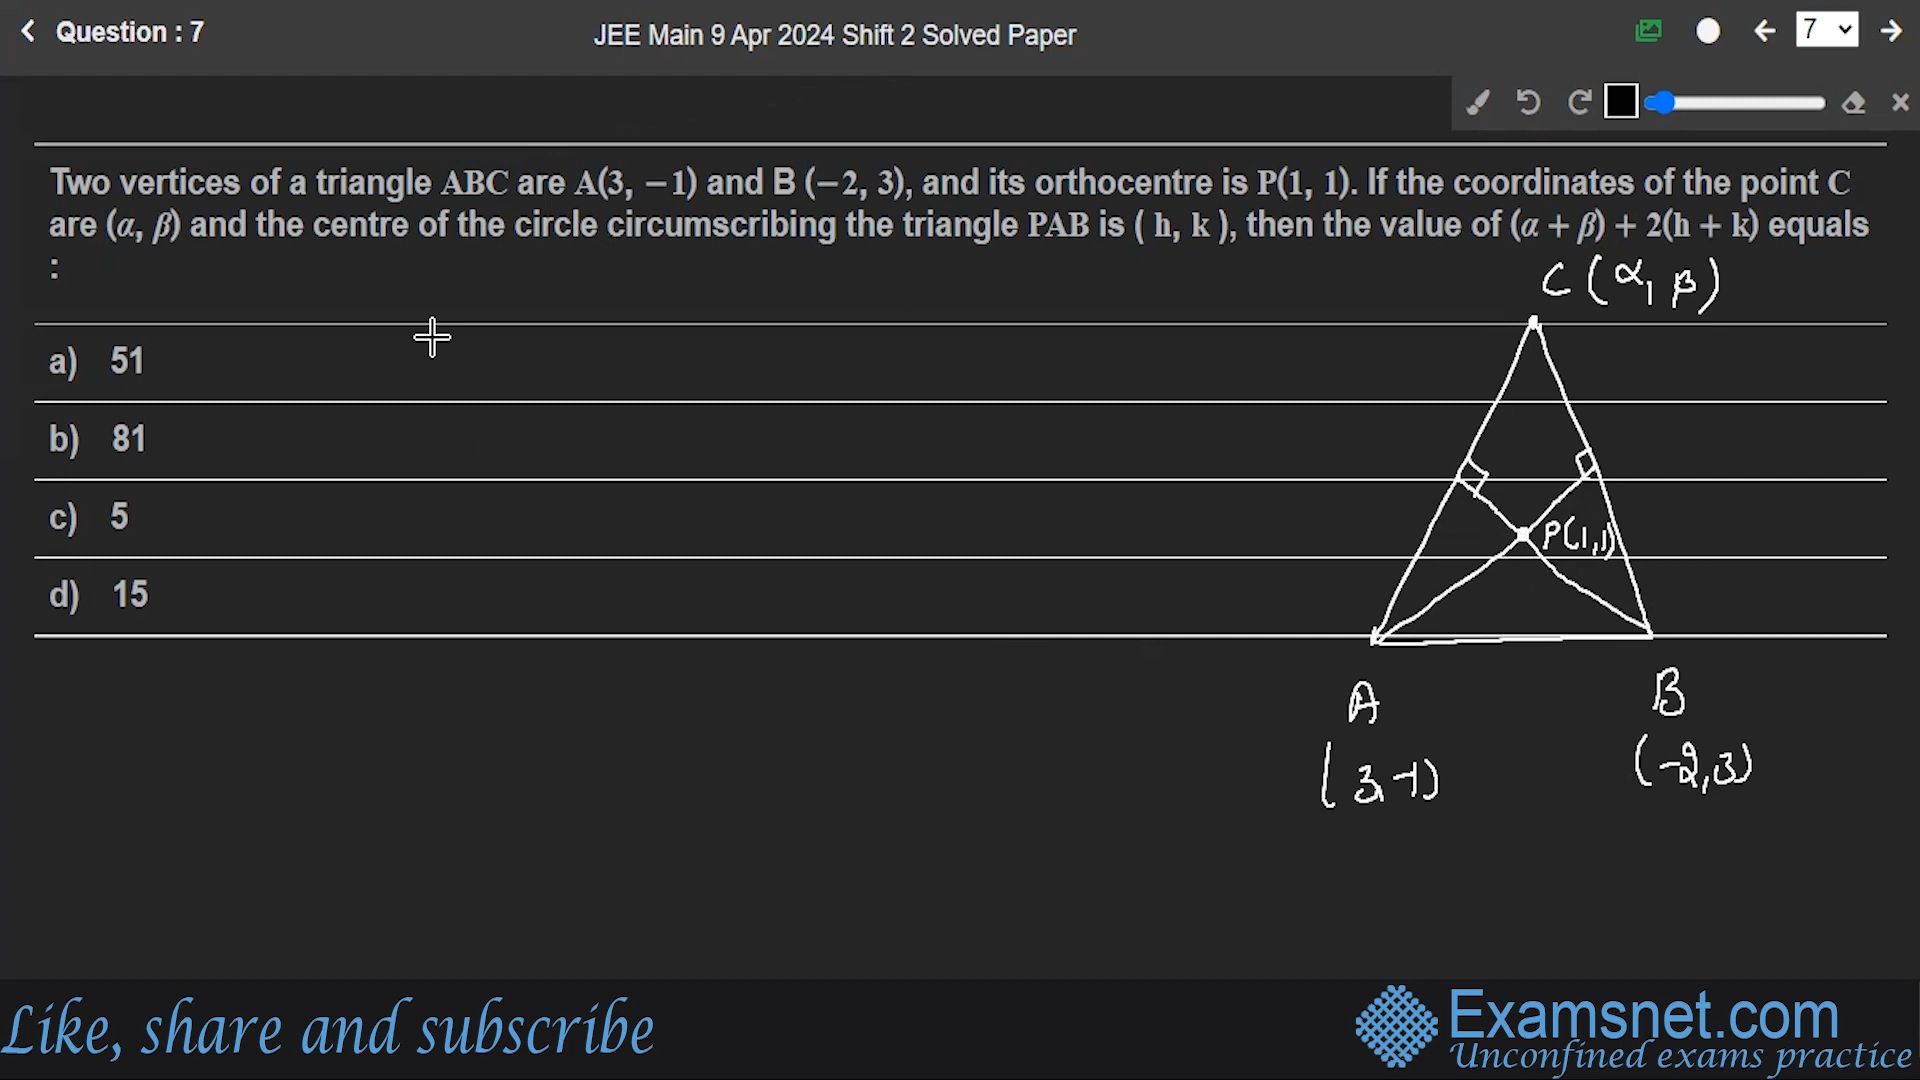 Question : 7
JEE Main 9 Apr 2024 Shift 2 Solved Paper
7
Two vertices of a triangle ABC are A(3, −1) and B (−2, 3), and its orthocentre is P(1, 1). If the coordinates of the point C
are (α, β) and the centre of the circle circumscribing the triangle PAB is ( h, k ), then the value of (α + β) + 2(h + k) equals
:
C (α, β)
a) 51
b) 81
c) 5
P(1,1)
d) 15
A
B
(3,-1)
(-2,3)
Like, share and subscribe
Examsnet.com
Unconfined exams practice